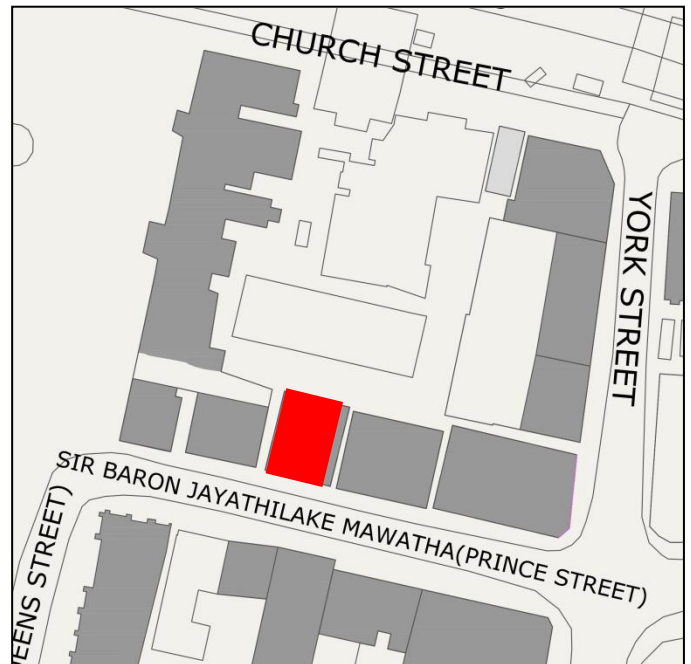 CHURCH STREET
YORK STREET
SIR BARON JAYATHILAKE MAWATHA(PRINCE STREET)
EENS STREET)